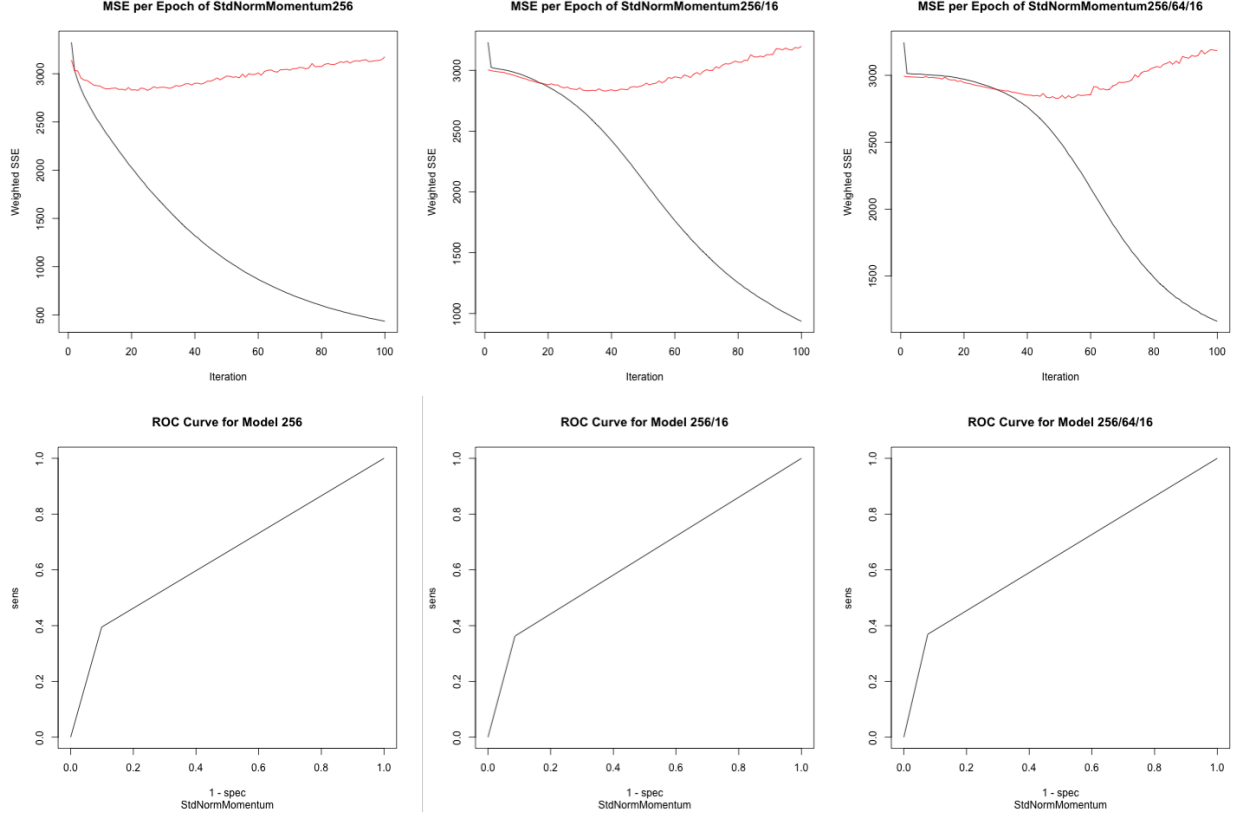 MSE per Epoch of StdNormMomentum256
Weighted SSE
3000
2500
2000
1500
1000
500
0 20 40 60 80 100
Iteration
MSE per Epoch of StdNormMomentum256/16
Weighted SSE
3000
2500
2000
1500
1000
0 20 40 60 80 100
Iteration
MSE per Epoch of StdNormMomentum256/64/16
Weighted SSE
3000
2500
2000
1500
0 20 40 60 80 100
Iteration
ROC Curve for Model 256
sens
1.0
0.8
0.6
0.4
0.2
0.0
0.0 0.2 0.4 0.6 0.8 1.0
1 - spec
StdNormMomentum
ROC Curve for Model 256/16
sens
1.0
0.8
0.6
0.4
0.2
0.0
0.0 0.2 0.4 0.6 0.8 1.0
1 - spec
StdNormMomentum
ROC Curve for Model 256/64/16
sens
1.0
0.8
0.6
0.4
0.2
0.0
0.0 0.2 0.4 0.6 0.8 1.0
1 - spec
StdNormMomentum